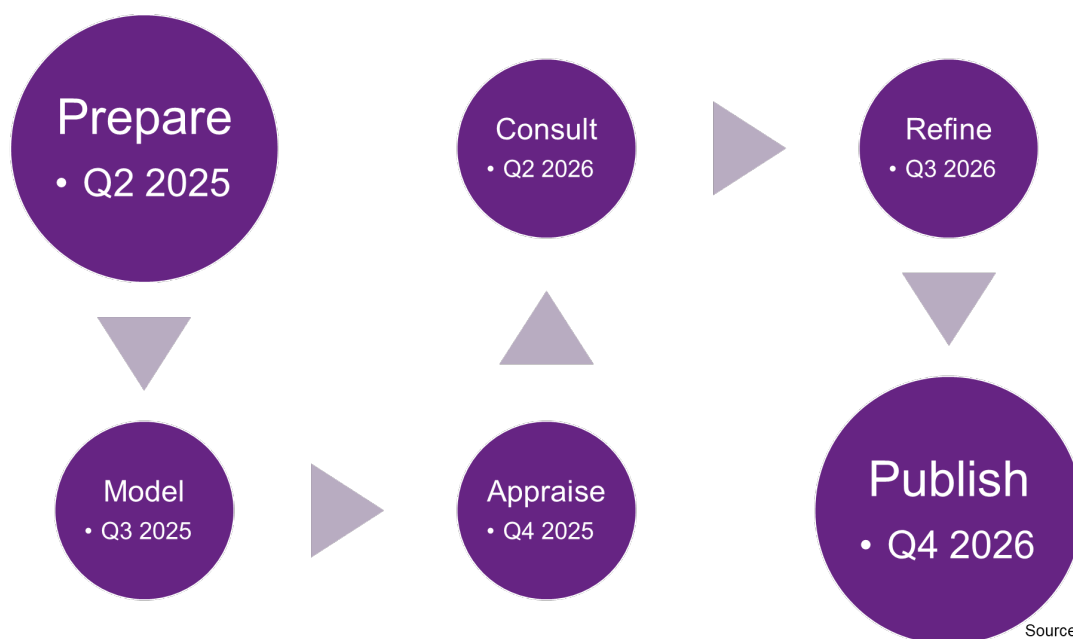 Prepare
• Q2 2025
Model
• Q3 2025
Appraise
• Q4 2025
Consult
• Q2 2026
Refine
• Q3 2026
Publish
• Q4 2026
Source